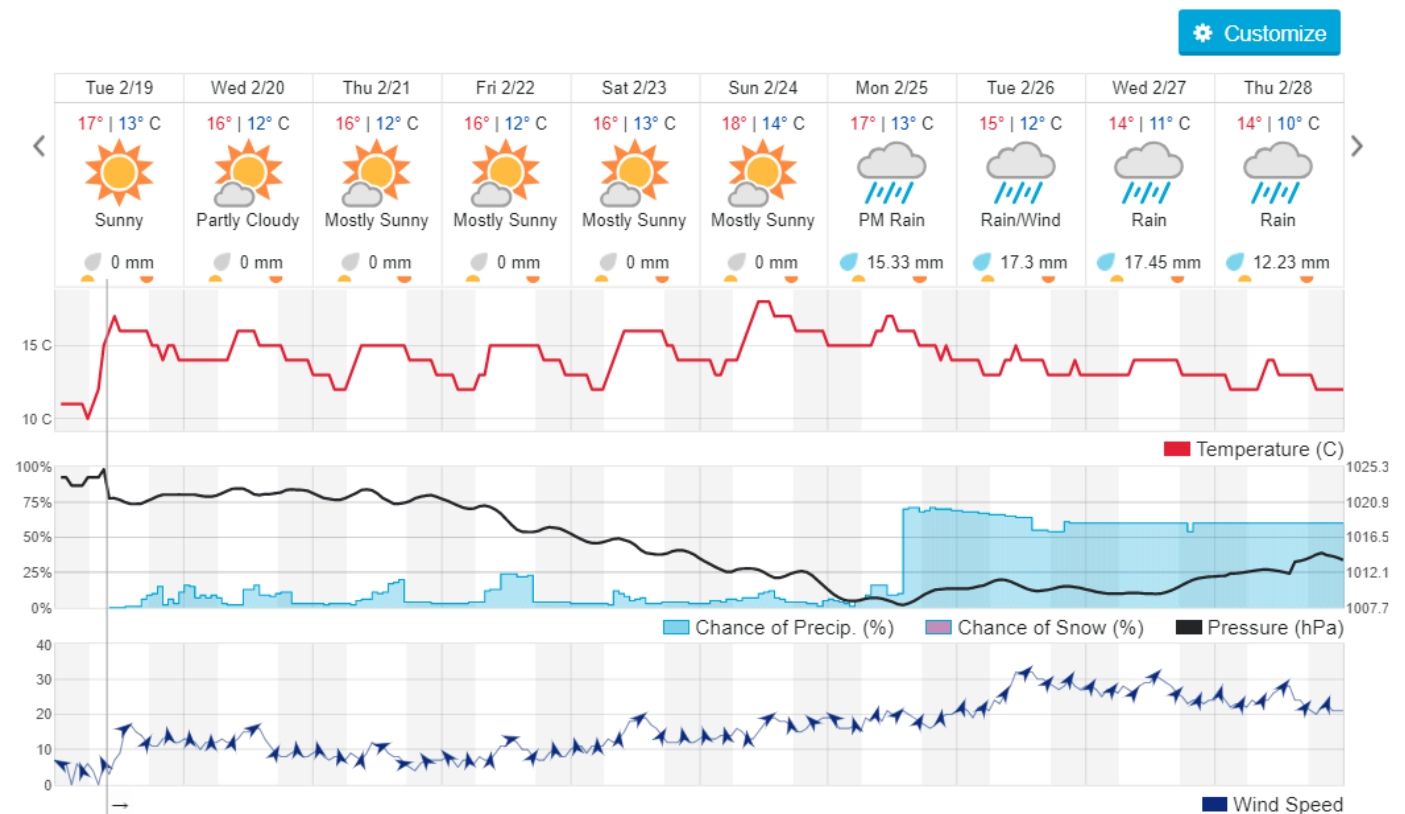 Customize
Tue 2/19 Wed 2/20 Thu 2/21 Fri 2/22 Sat 2/23 Sun 2/24 Mon 2/25 Tue 2/26 Wed 2/27 Thu 2/28
17° | 13° C 16° | 12° C 16° | 12° C 16° | 12° C 16° | 13° C 18° | 14° C 17° | 13° C 15° | 12° C 14° | 11° C 14° | 10° C
Sunny Partly Cloudy Mostly Sunny Mostly Sunny Mostly Sunny Mostly Sunny PM Rain Rain/Wind Rain Rain
0 mm 0 mm 0 mm 0 mm 0 mm 0 mm 15.33 mm 17.3 mm 17.45 mm 12.23 mm
15 C
10 C
Temperature (C)
100% 1025.3
75% 1020.9
50% 1016.5
25% 1012.1
0% 1007.7
Chance of Precip. (%) Chance of Snow (%) Pressure (hPa)
40
30
20
10
0
→
Wind Speed